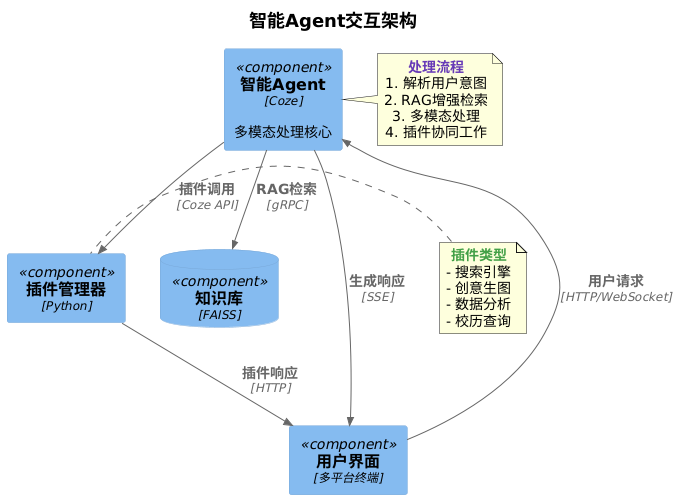 智能Agent交互架构
«component»
智能Agent
[Coze]
多模态处理核心
处理流程
1. 解析用户意图
2. RAG增强检索
3. 多模态处理
4. 插件协同工作
插件调用
[Coze API]
RAG检索
[gRPC]
«component»
插件管理器
[Python]
«component»
知识库
[FAISS]
生成响应
[SSE]
插件类型
- 搜索引擎
- 创意生图
- 数据分析
- 校历查询
用户请求
[HTTP/WebSocket]
插件响应
[HTTP]
«component»
用户界面
[多平台终端]